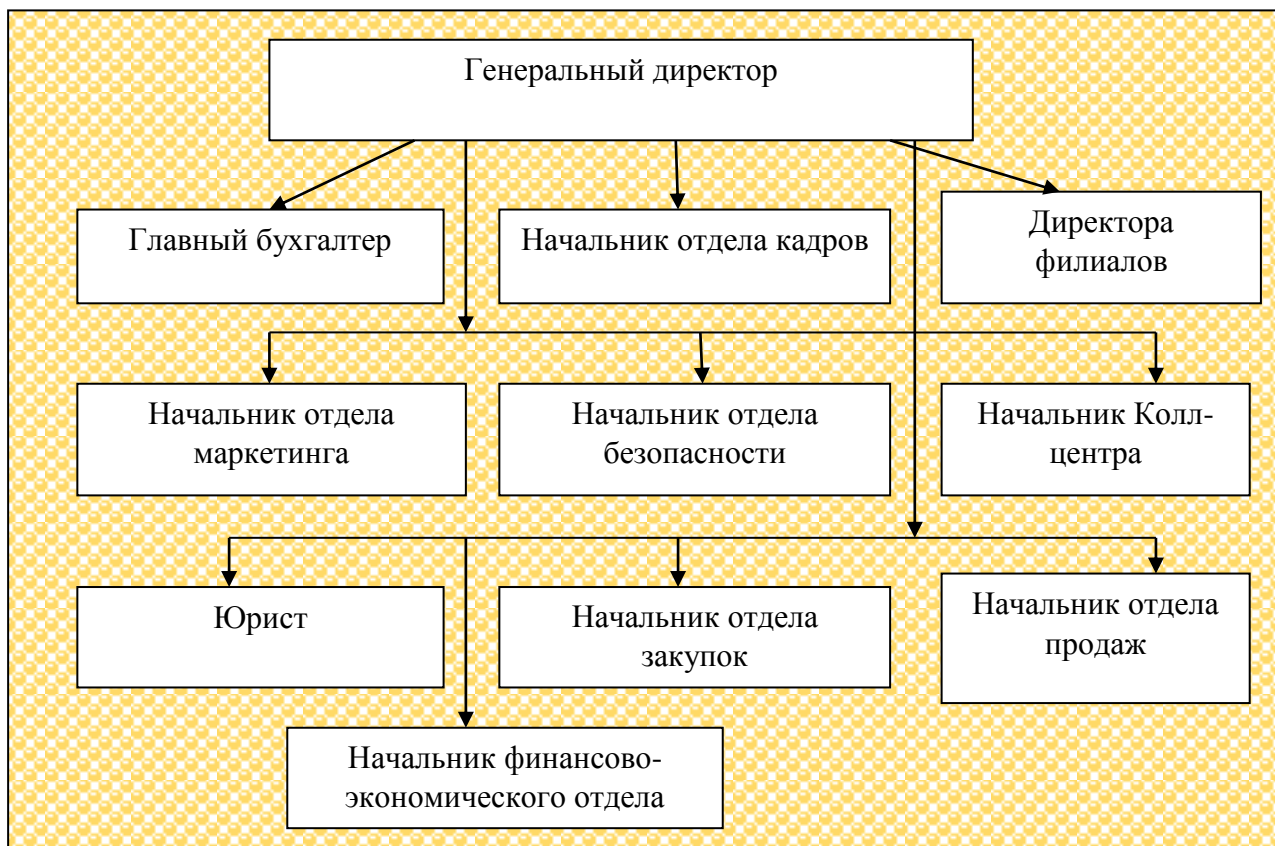 Генеральный директор
Главный бухгалтер
Начальник отдела кадров
Директора
филиалов
Начальник отдела
маркетинга
Начальник отдела
безопасности
Начальник Колл-
центра
Юрист
Начальник отдела
закупок
Начальник отдела
продаж
Начальник финансово-
экономического отдела